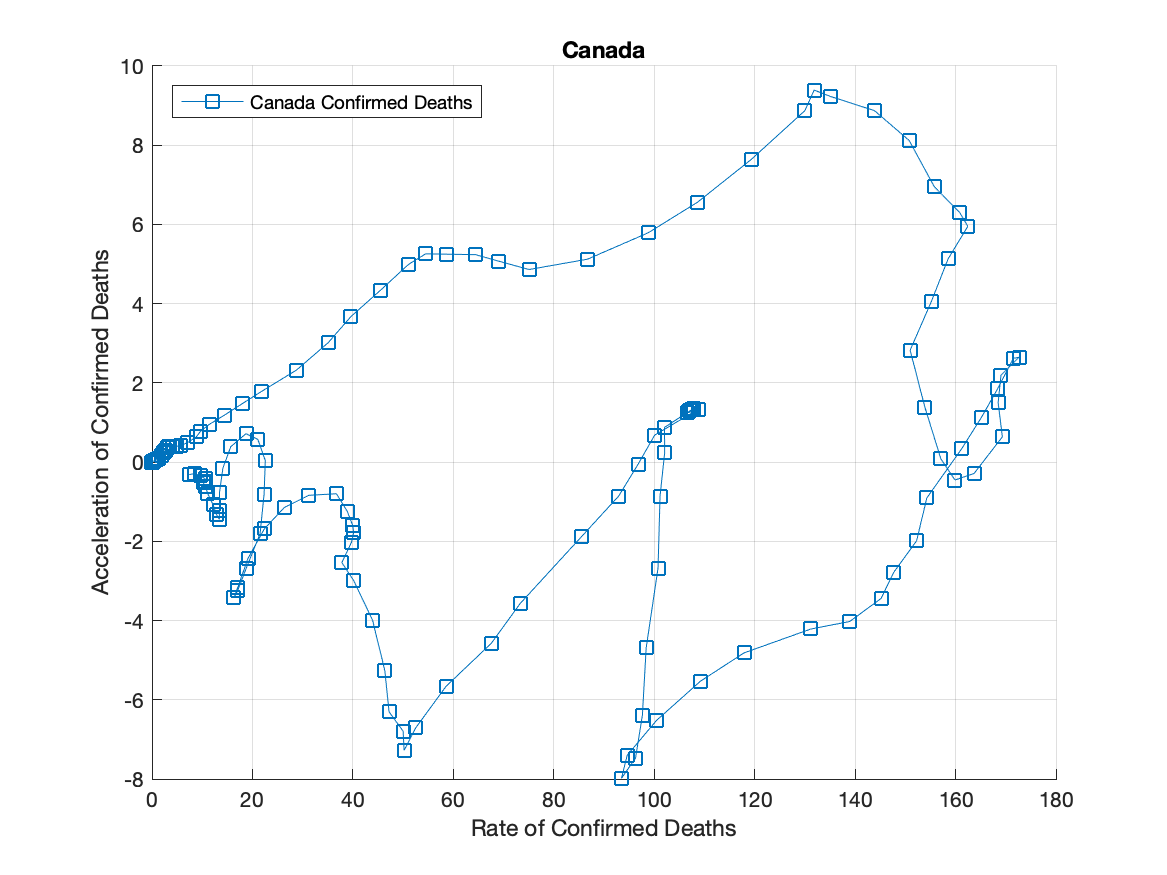 Canada
Canada Confirmed Deaths
Acceleration of Confirmed Deaths
10
8
6
4
2
0
-2
-4
-6
-8
0 20 40 60 80 100 120 140 160 180
Rate of Confirmed Deaths